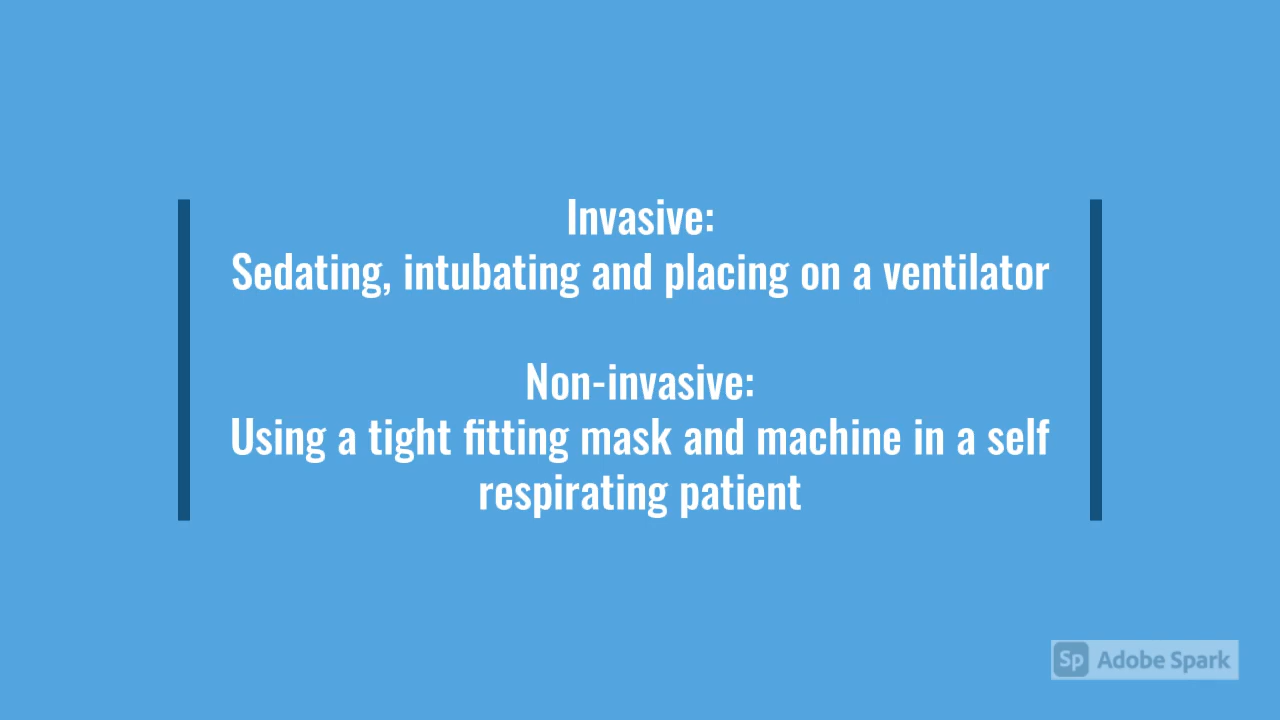 Invasive:
Sedating, intubating and placing on a ventilator
Non-invasive:
Using a tight fitting mask and machine in a self
respirating patient
Sp Adobe Spark